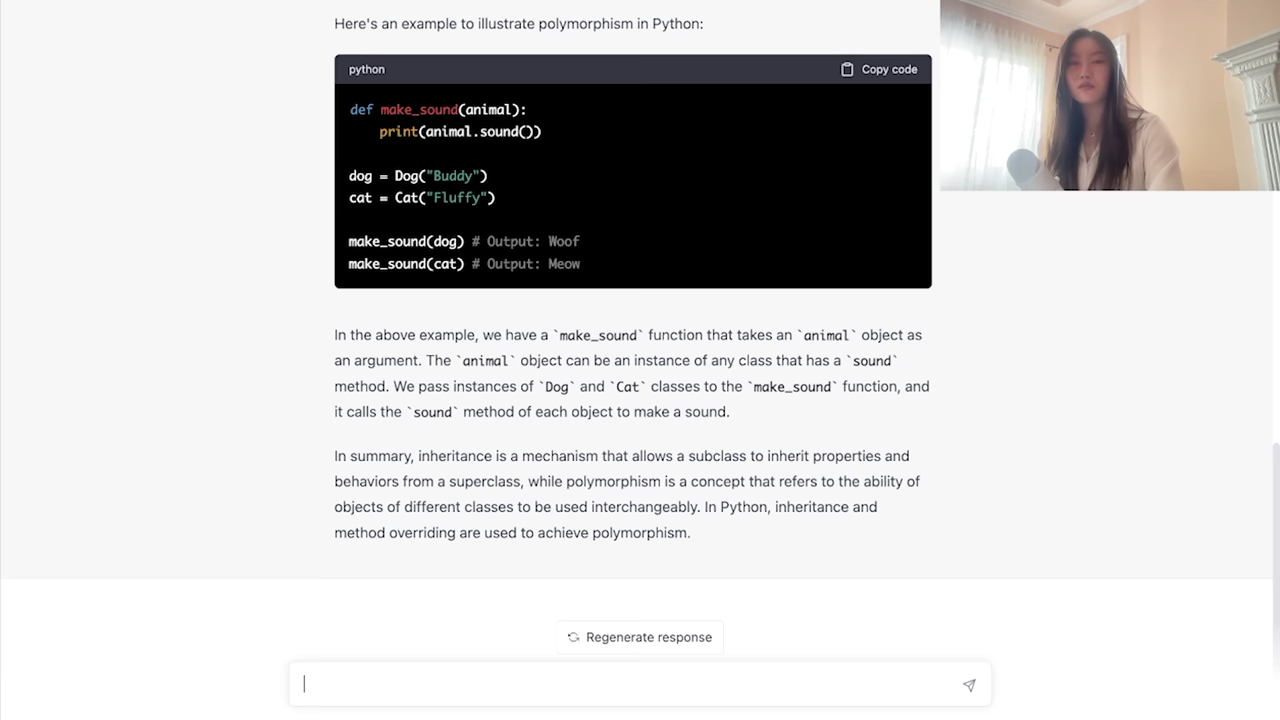 Here's an example to illustrate polymorphism in Python:
python
Copy code
def make_sound(animal):
    print(animal.sound())
dog = Dog("Buddy")
cat = Cat("Fluffy")
make_sound(dog) # Output: Woof
make_sound(cat) # Output: Meow
In the above example, we have a `make_sound` function that takes an `animal` object as
an argument. The `animal` object can be an instance of any class that has a `sound`
method. We pass instances of `Dog` and `Cat` classes to the `make_sound` function, and
it calls the `sound` method of each object to make a sound.
In summary, inheritance is a mechanism that allows a subclass to inherit properties and
behaviors from a superclass, while polymorphism is a concept that refers to the ability of
objects of different classes to be used interchangeably. In Python, inheritance and
method overriding are used to achieve polymorphism.
Regenerate response